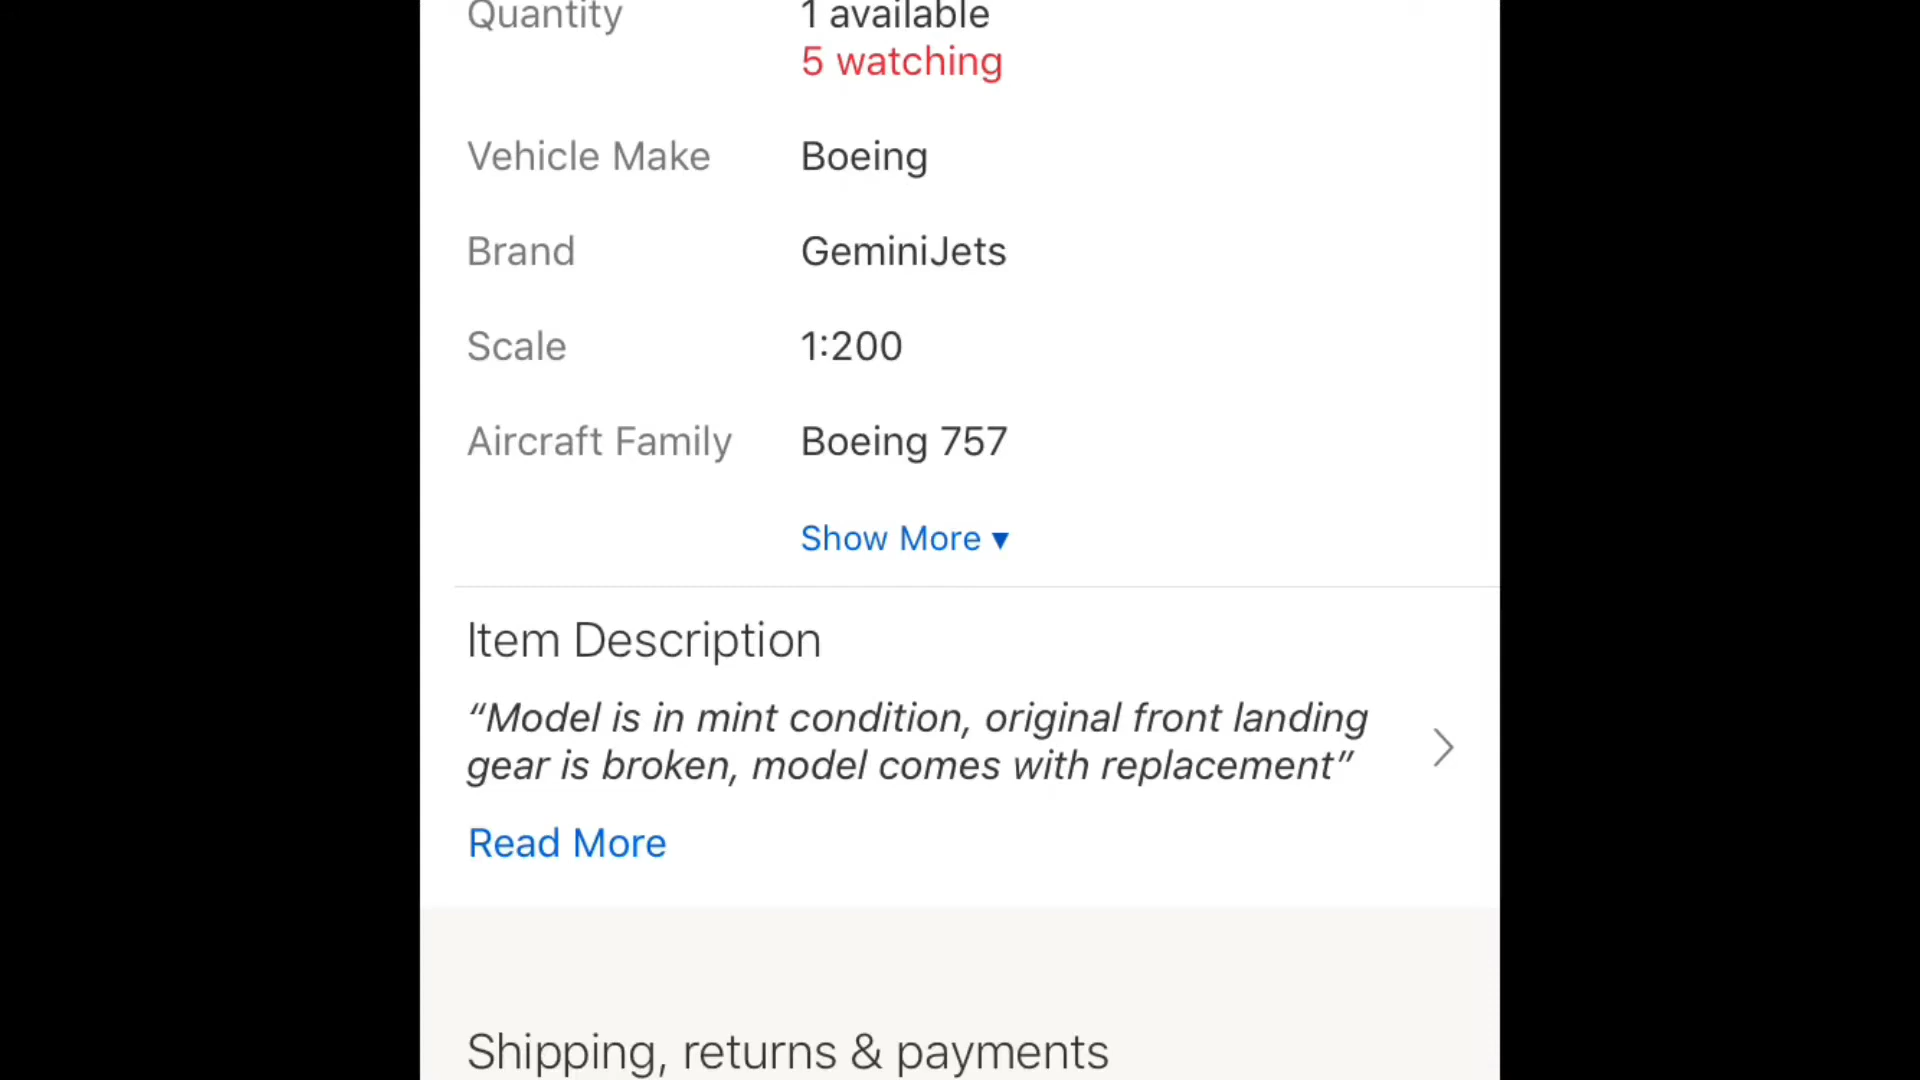 Quantity 1 available
5 watching
Vehicle Make Boeing
Brand GeminiJets
Scale 1:200
Aircraft Family Boeing 757
Show More ▼
Item Description
“Model is in mint condition, original front landing
gear is broken, model comes with replacement”
Read More
Shipping, returns & payments